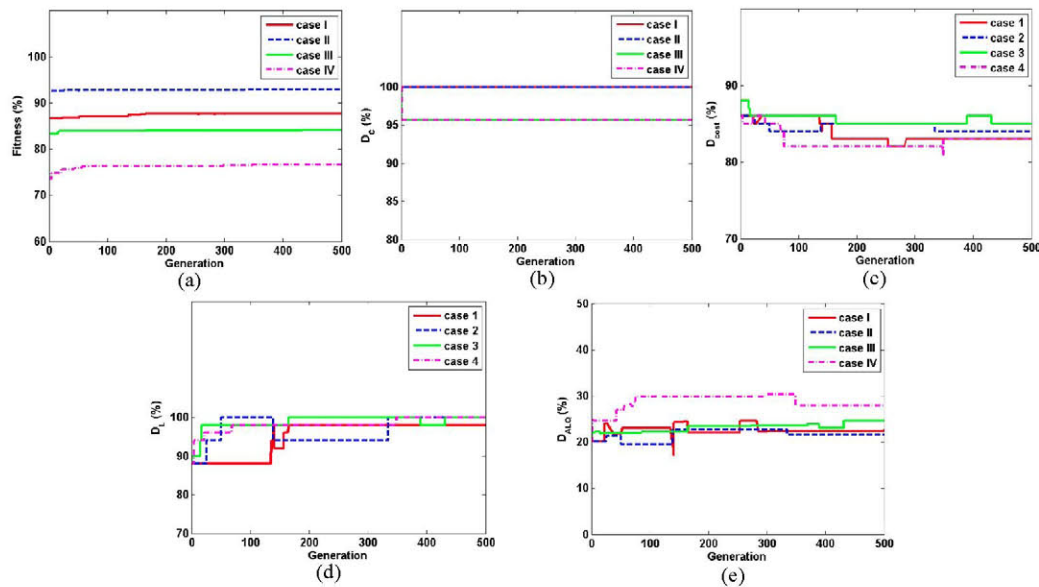 case I
case II
case III
case IV
110
100
90
80
70
60
Fitness (%)
0
100
200
300
400
500
Generation
(a)
case I
case II
case III
case IV
100
95
90
85
80
D_C (%)
0
100
200
300
400
500
Generation
(b)
case 1
case 2
case 3
case 4
90
80
70
D_cost (%)
0
100
200
300
400
500
Generation
(c)
case 1
case 2
case 3
case 4
100
90
80
70
D_L (%)
0
100
200
300
400
500
Generation
(d)
case I
case II
case III
case IV
50
40
30
20
10
0
D_ALQ (%)
0
100
200
300
400
500
Generation
(e)